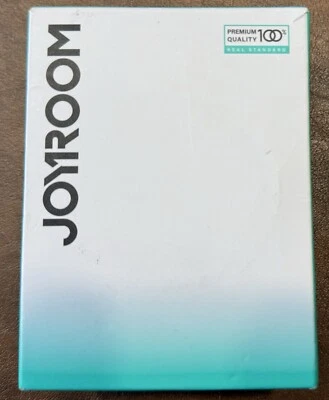 JOYROOM
PREMIUM
QUALITY
100%
REAL STANDARD